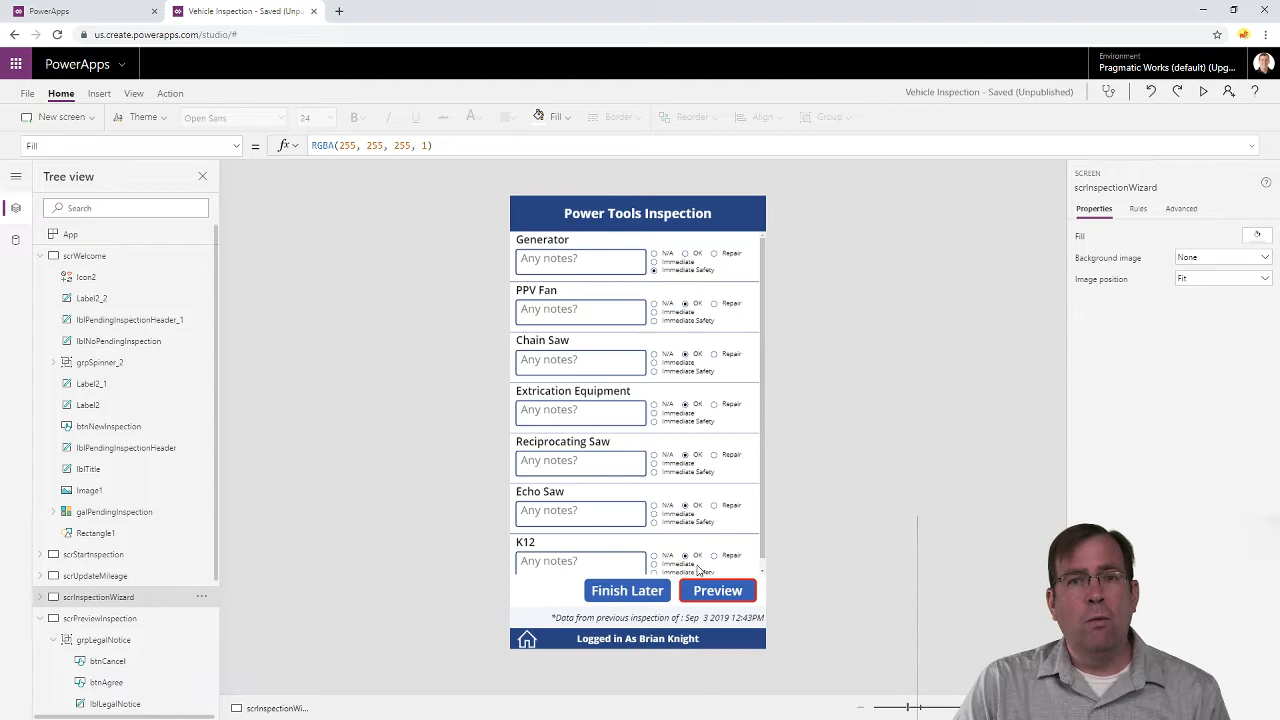 PowerApps
Vehicle Inspection - Saved (Unpu
us.create.powerapps.com/studio/#
PowerApps
Environment
Pragmatic Works (default) (Upg...
File Home Insert View Action
Vehicle Inspection - Saved (Unpublished)
New screen Theme Open Sans 24 B I U Fill Border Reorder Align Group
Fill = fx RGBA(255, 255, 255, 1)
Tree view
Search
App
scrWelcome
Icon2
Label2_2
lblPendingInspectionHeader_1
lblNoPendingInspection
grpSpinner_2
Label2_1
Label2
btnNewInspection
lblPendingInspectionHeader
lblTitle
Image1
galPendingInspection
Rectangle1
scrStartInspection
scrUpdateMileage
scrInspectionWizard ...
scrPreviewInspection
grpLegalNotice
btnCancel
btnAgree
lblLegalNotice
Power Tools Inspection
Generator
Any notes?
N/A OK Repair
Immediate
Immediate Safety
PPV Fan
Any notes?
N/A OK Repair
Immediate
Immediate Safety
Chain Saw
Any notes?
N/A OK Repair
Immediate
Immediate Safety
Extrication Equipment
Any notes?
N/A OK Repair
Immediate
Immediate Safety
Reciprocating Saw
Any notes?
N/A OK Repair
Immediate
Immediate Safety
Echo Saw
Any notes?
N/A OK Repair
Immediate
Immediate Safety
K12
Any notes?
N/A OK Repair
Immediate
Immediate Safety
Finish Later Preview
*Data from previous inspection of : Sep 3 2019 12:43PM
Logged in As Brian Knight
scrInspectionWi...
SCREEN
scrInspectionWizard
Properties Rules Advanced
Fill
Background image None
Image position Fit